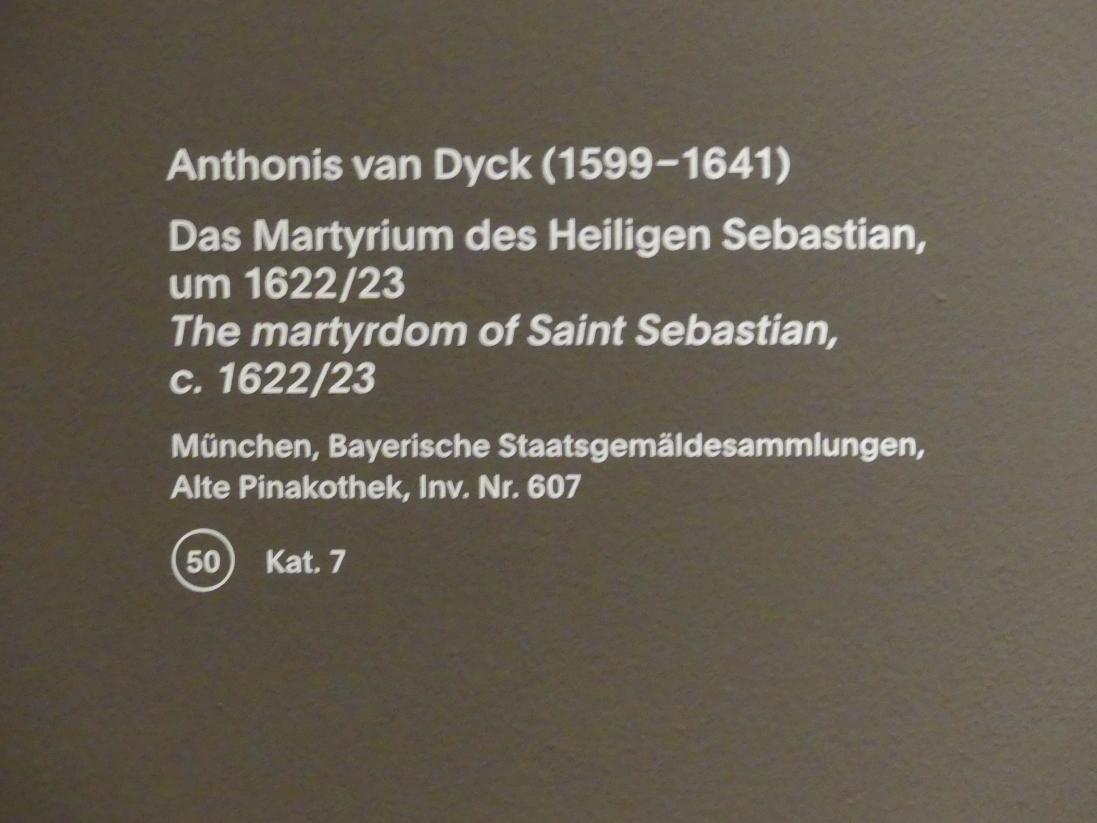 Anthonis van Dyck (1599–1641)
Das Martyrium des Heiligen Sebastian,
um 1622/23
The martyrdom of Saint Sebastian,
c. 1622/23
München, Bayerische Staatsgemäldesammlungen,
Alte Pinakothek, Inv. Nr. 607
50 Kat. 7